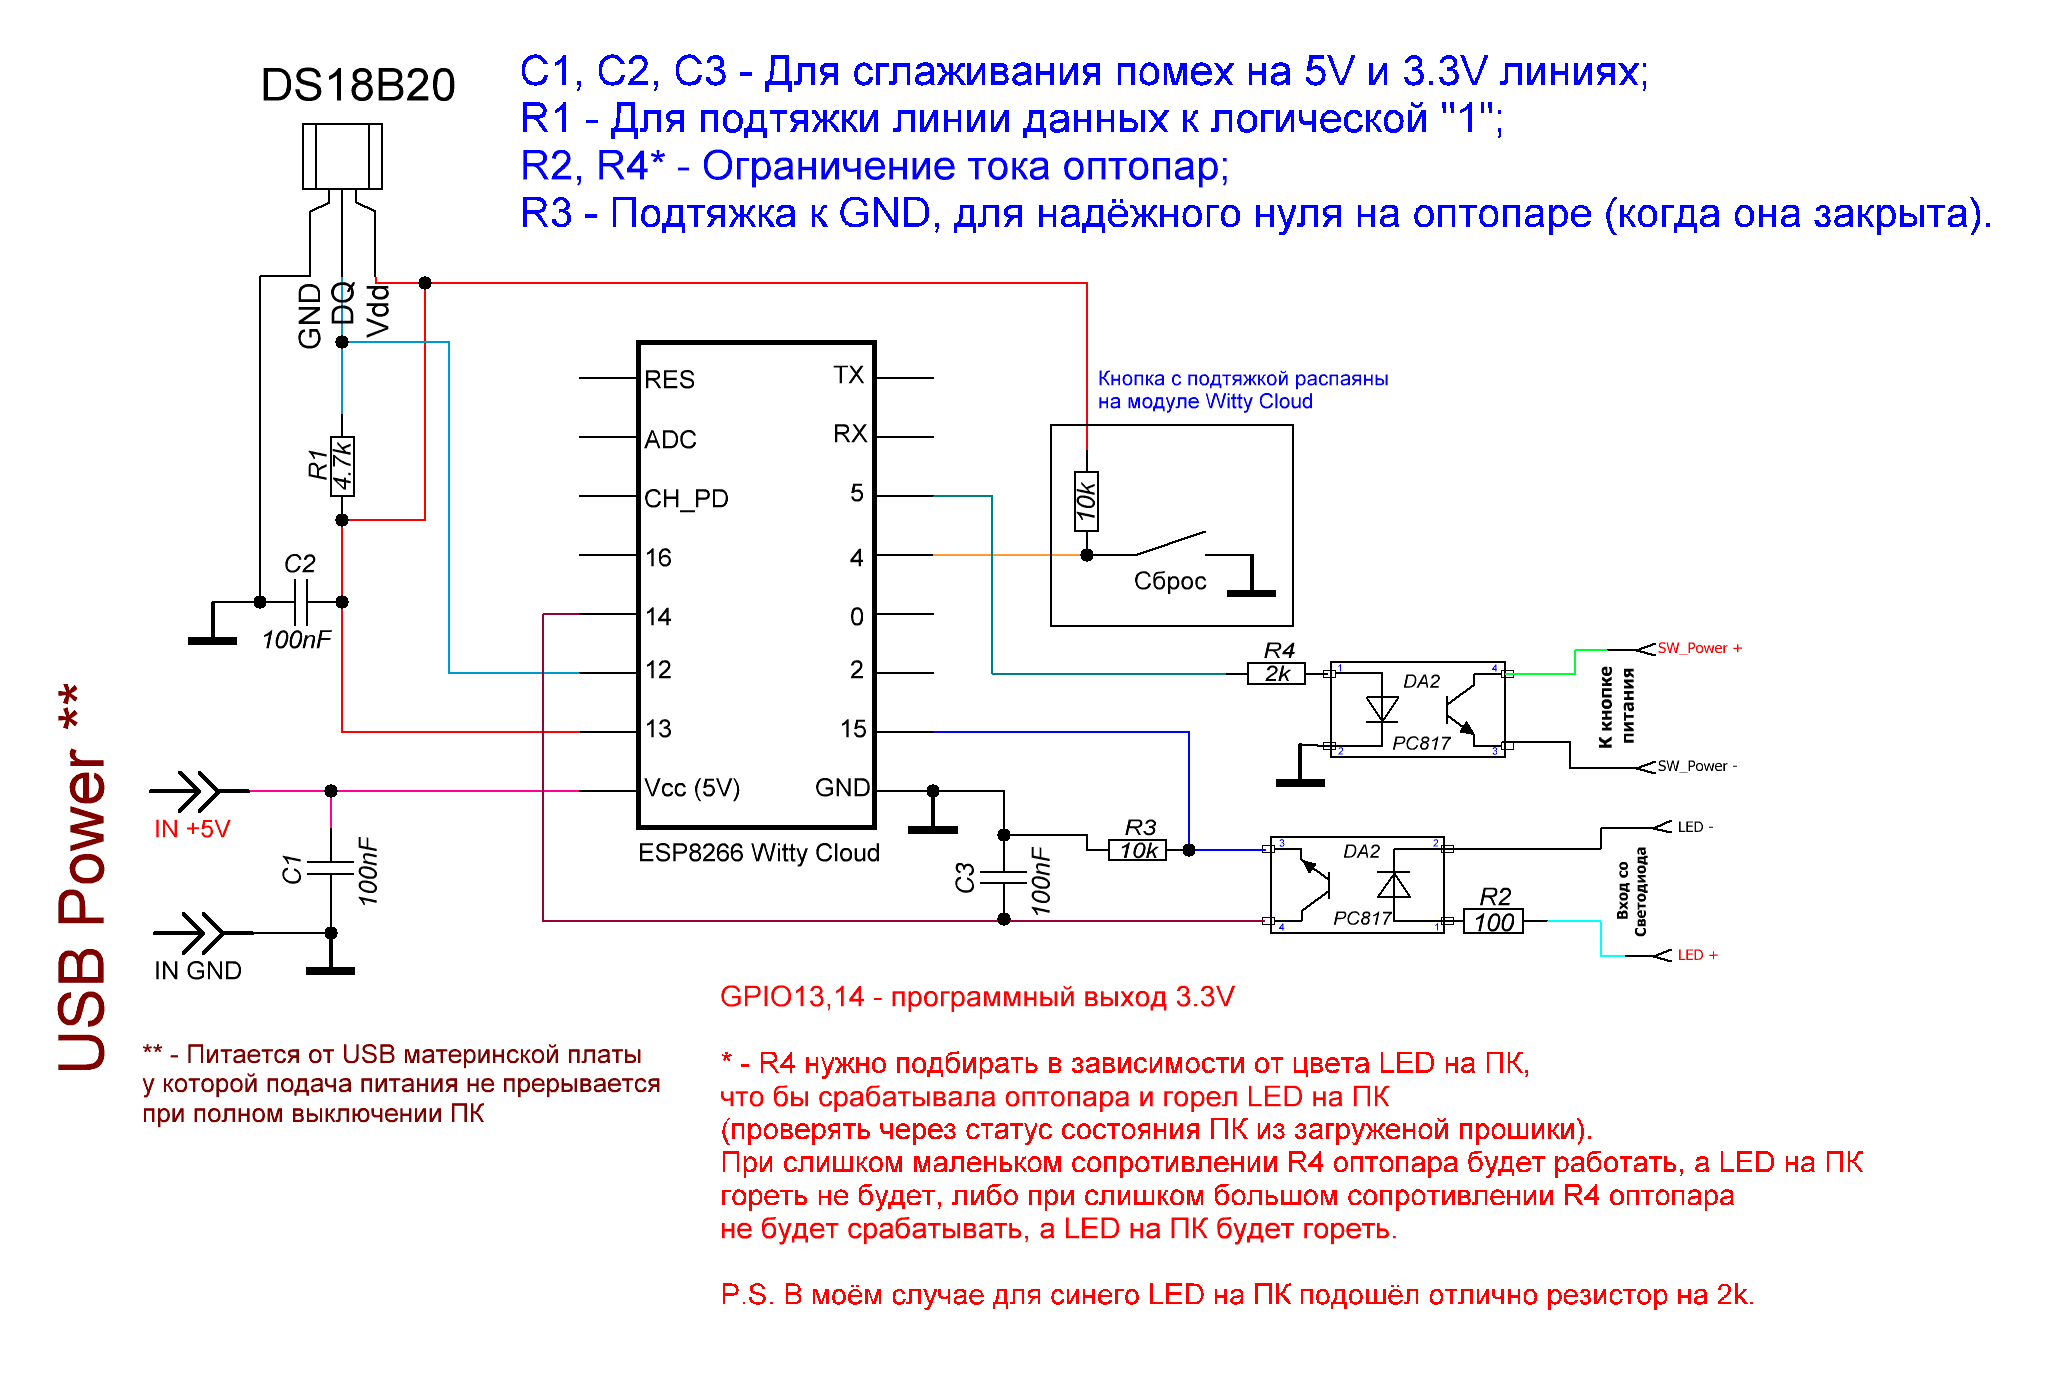 DS18B20
C1, C2, C3 - Для сглаживания помех на 5V и 3.3V линиях;
R1 - Для подтяжки линии данных к логической "1";
R2, R4* - Ограничение тока оптопар;
R3 - Подтяжка к GND, для надёжного нуля на оптопаре (когда она закрыта).
GND
DQ
Vdd
R1
4.7k
C2
100nF
RES
ADC
CH_PD
16
14
12
13
Vcc (5V)
TX
RX
5
4
0
2
15
GND
ESP8266 Witty Cloud
Кнопка с подтяжкой распаяны
на модуле Witty Cloud
10k
Сброс
R4
2k
1
2
DA2
PC817
4
3
SW_Power +
К кнопке
питания
SW_Power -
USB Power **
IN +5V
C1
100nF
IN GND
R3
10k
C3
100nF
3
4
DA2
PC817
2
1
R2
100
LED -
Вход со
Светодиода
LED +
GPIO13,14 - программный выход 3.3V
** - Питается от USB материнской платы
у которой подача питания не прерывается
при полном выключении ПК
* - R4 нужно подбирать в зависимости от цвета LED на ПК,
что бы срабатывала оптопара и горел LED на ПК
(проверять через статус состояния ПК из загруженой прошики).
При слишком маленьком сопротивлении R4 оптопара будет работать, а LED на ПК
гореть не будет, либо при слишком большом сопротивлении R4 оптопара
не будет срабатывать, а LED на ПК будет гореть.
P.S. В моём случае для синего LED на ПК подошёл отлично резистор на 2k.